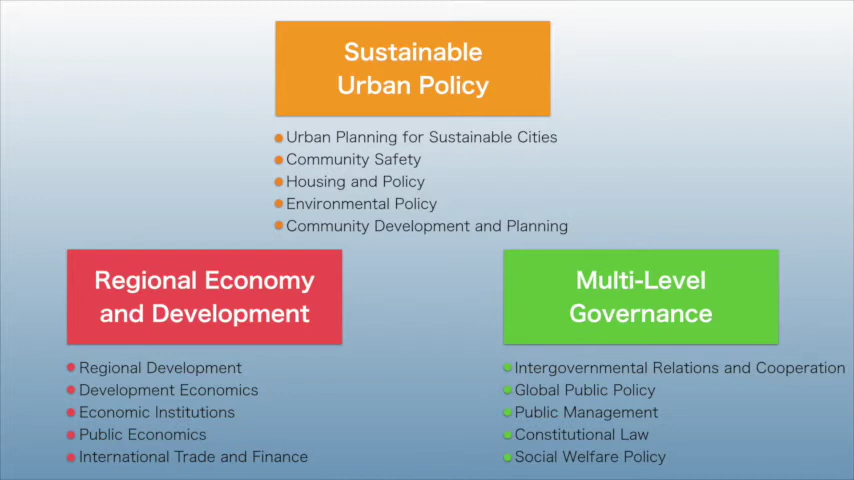 Sustainable
Urban Policy
Urban Planning for Sustainable Cities
Community Safety
Housing and Policy
Environmental Policy
Community Development and Planning
Regional Economy
and Development
Regional Development
Development Economics
Economic Institutions
Public Economics
International Trade and Finance
Multi-Level
Governance
Intergovernmental Relations and Cooperation
Global Public Policy
Public Management
Constitutional Law
Social Welfare Policy